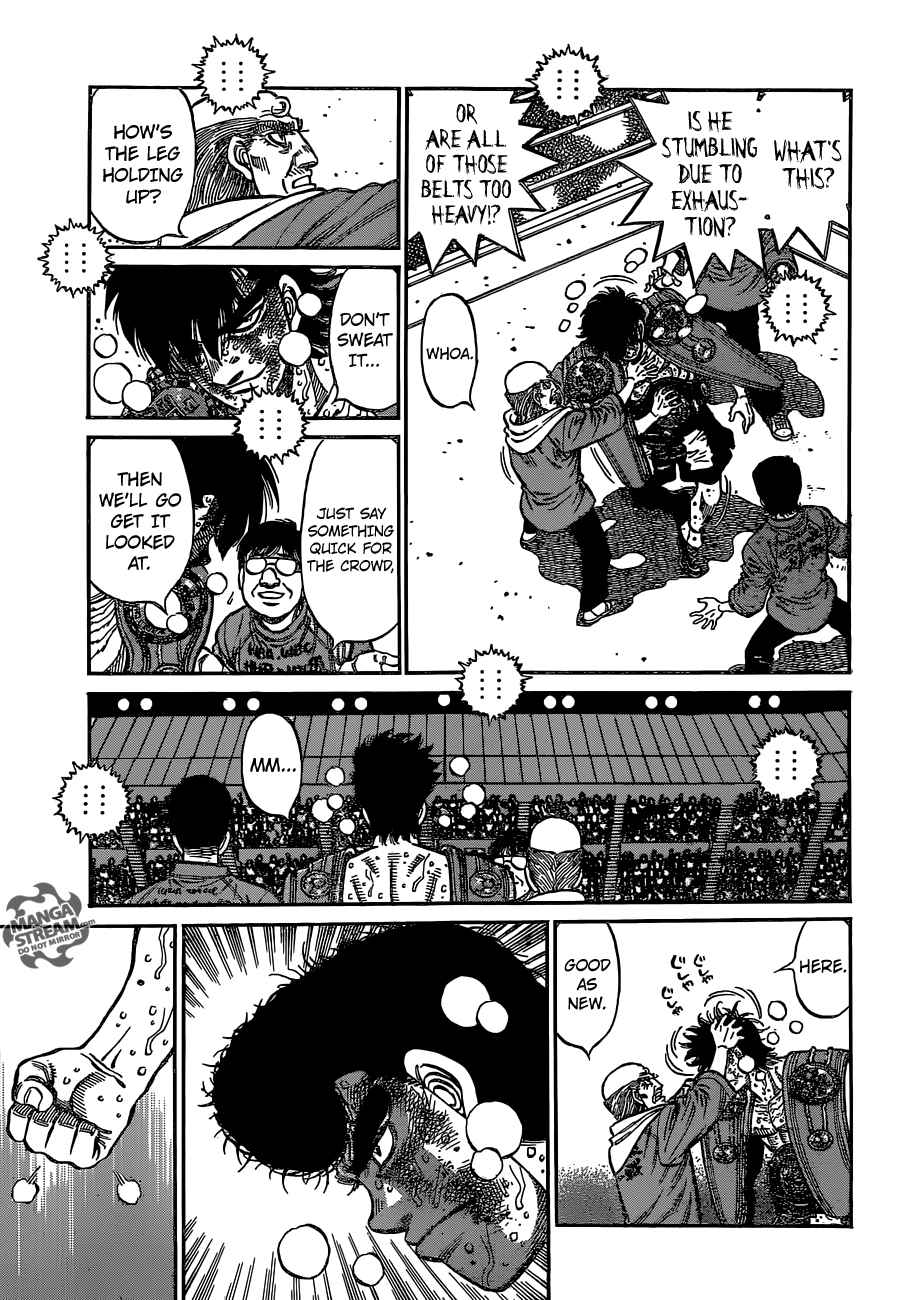 WHAT'S
THIS?
IS HE
STUMBLING
DUE TO
EXHAUS-
TION?
OR
ARE ALL
OF THOSE
BELTS TOO
HEAVY!?
WHOA.
HOW'S
THE LEG
HOLDING
UP?
DON'T
SWEAT
IT...
JUST SAY
SOMETHING
QUICK FOR
THE CROWD,
THEN
WE'LL GO
GET IT
LOOKED
AT.
MM...
HERE.
GOOD
AS
NEW.
MANGA
STREAM.com
DO NOT MIRROR